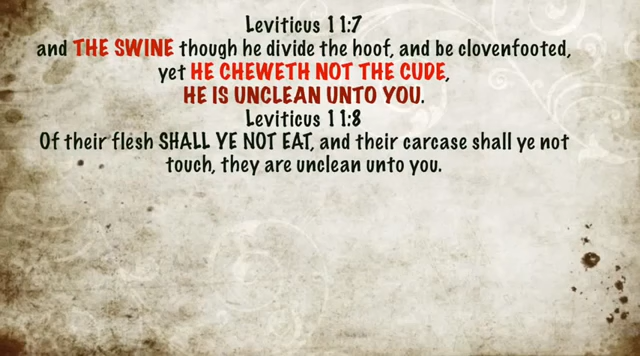 Leviticus 11:7
and THE SWINE though he divide the hoof, and be clovenfooted,
yet HE CHEWETH NOT THE CUDE,
HE IS UNCLEAN UNTO YOU.
Leviticus 11:8
Of their flesh SHALL YE NOT EAT, and their carcase shall ye not
touch, they are unclean unto you.